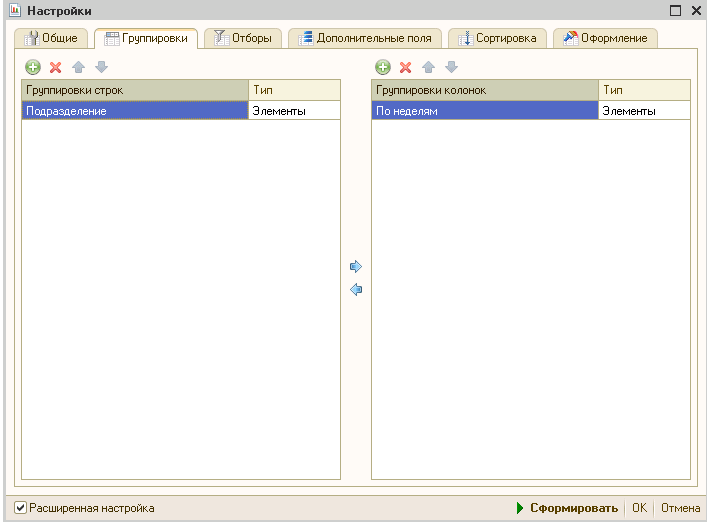 Настройки
Общие Группировки Отборы Дополнительные поля Сортировка Оформление
Группировки строк Тип Группировки колонок Тип
Подразделение Элементы По неделям Элементы
Расширенная настройка Сформировать OK Отмена